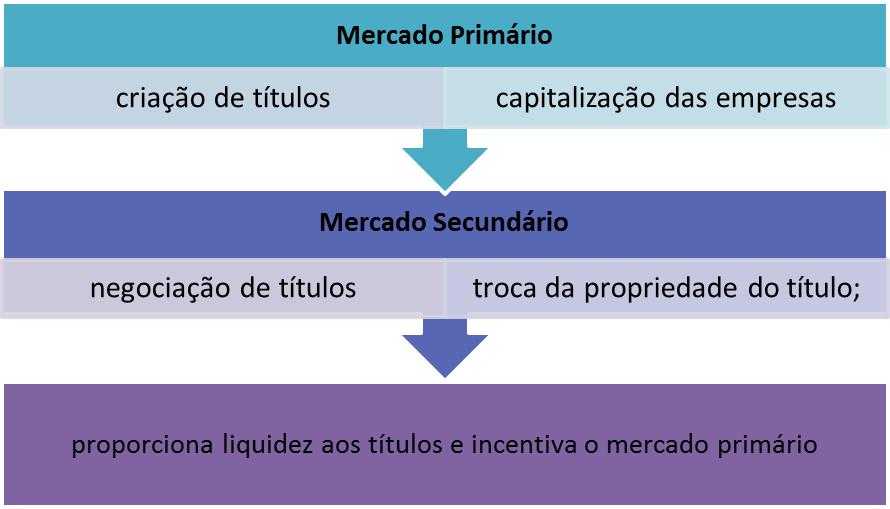 Mercado Primário
criação de títulos
capitalização das empresas
Mercado Secundário
negociação de títulos
troca da propriedade do título;
proporciona liquidez aos títulos e incentiva o mercado primário